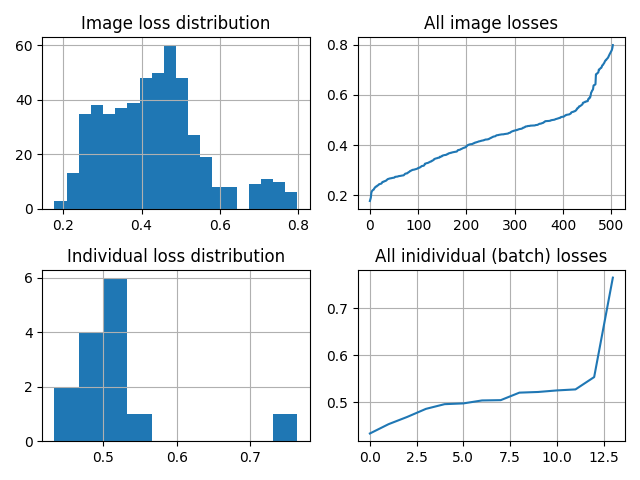 Image loss distribution
60
40
20
0
0.2 0.4 0.6 0.8
All image losses
0.8
0.6
0.4
0.2
0 100 200 300 400 500
Individual loss distribution
6
4
2
0
0.5 0.6 0.7
All inidividual (batch) losses
0.7
0.6
0.5
0.0 2.5 5.0 7.5 10.0 12.5